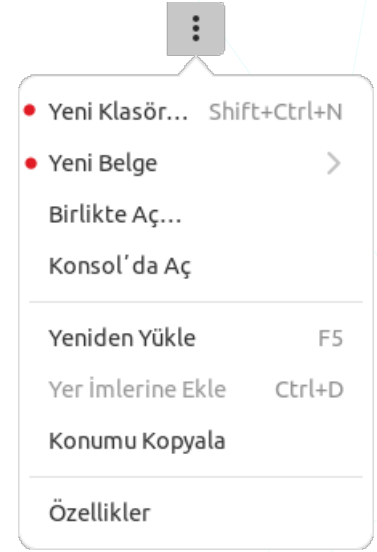 Yeni Klasör... Shift+Ctrl+N
Yeni Belge
Birlikte Aç...
Konsol´da Aç
Yeniden Yükle F5
Yer İmlerine Ekle Ctrl+D
Konumu Kopyala
Özellikler